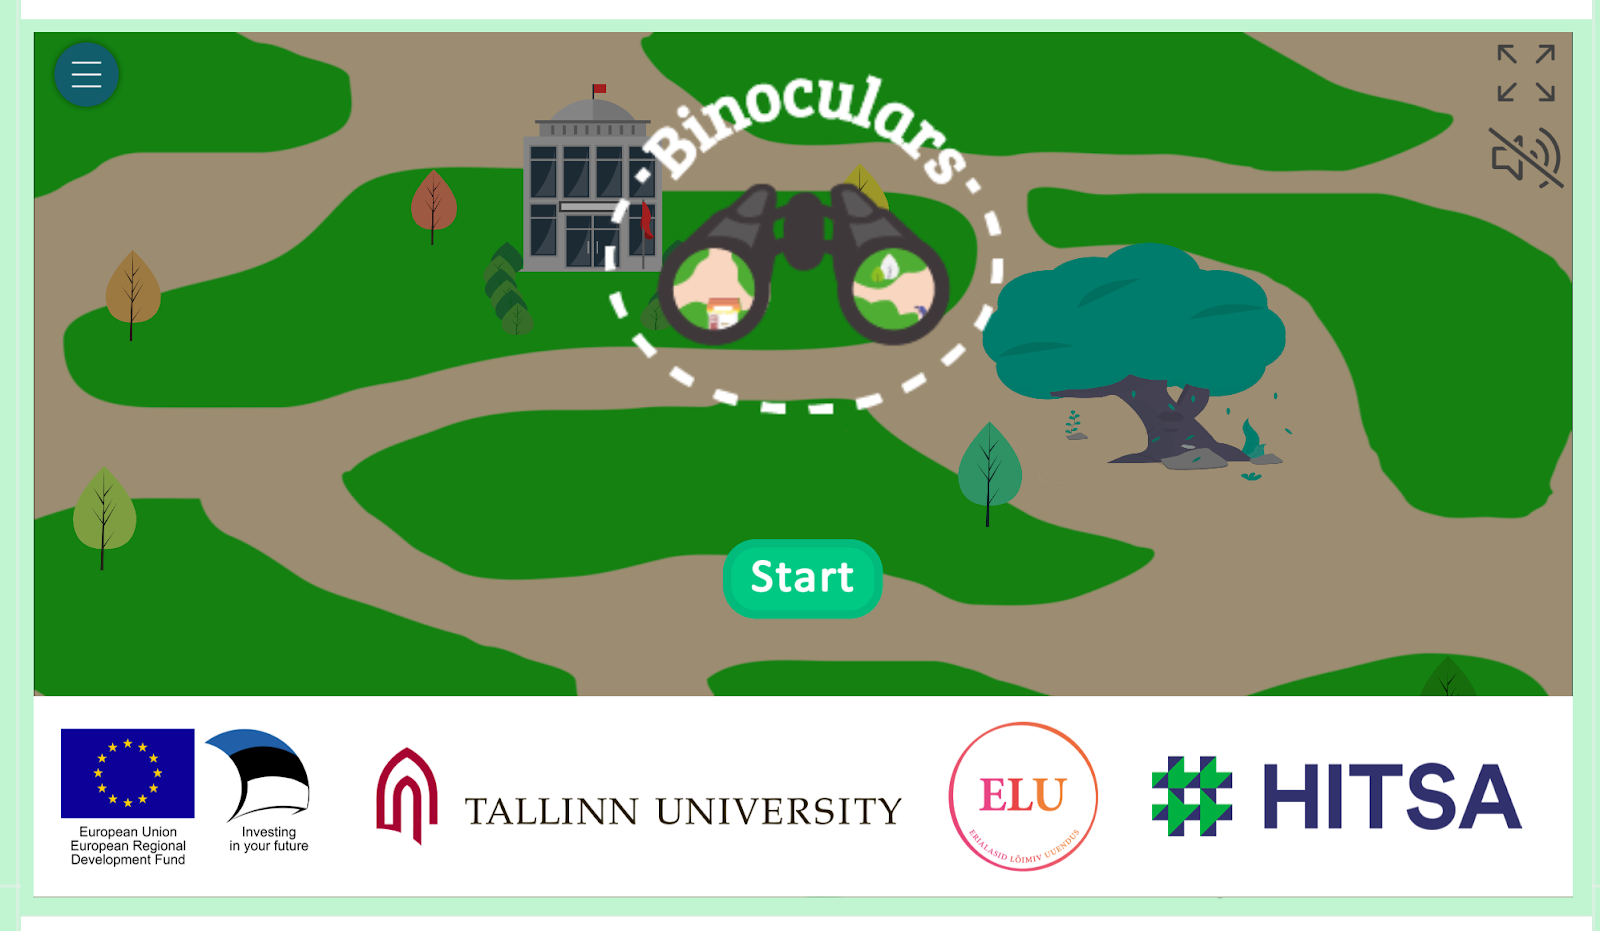 Binoculars
Start
European Union
European Regional
Development Fund
Investing
in your future
TALLINN UNIVERSITY
ELU
ERIALASID LÕIMIV UUENDUS
HITSA